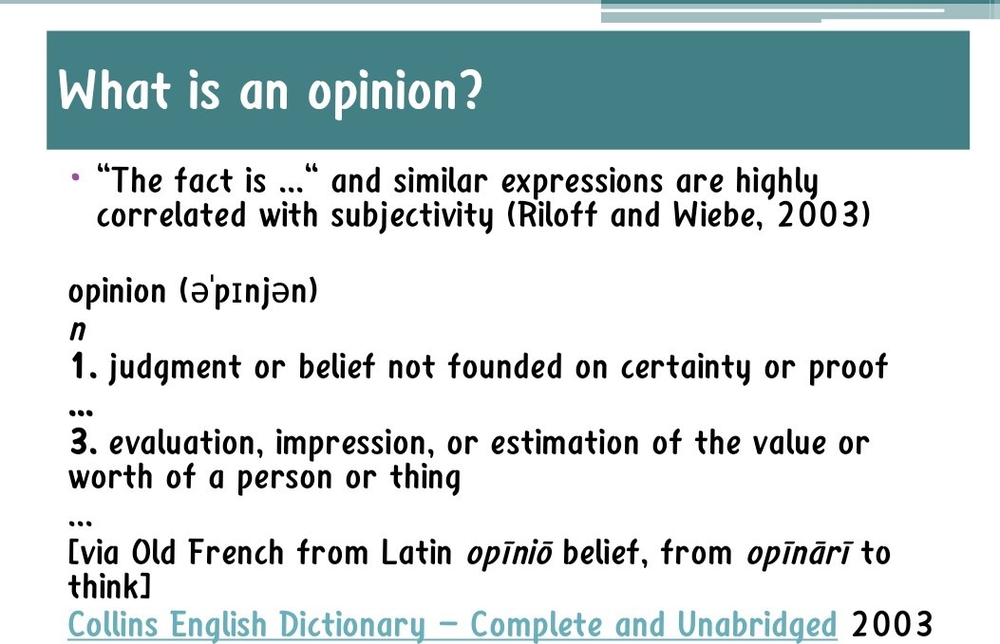 What is an opinion?
• “The fact is ...“ and similar expressions are highly
correlated with subjectivity (Riloff and Wiebe, 2003)
opinion (əˈpɪnjən)
n
1. judgment or belief not founded on certainty or proof
...
3. evaluation, impression, or estimation of the value or
worth of a person or thing
...
[via Old French from Latin opīniō belief, from opīnārī to
think]
Collins English Dictionary – Complete and Unabridged 2003